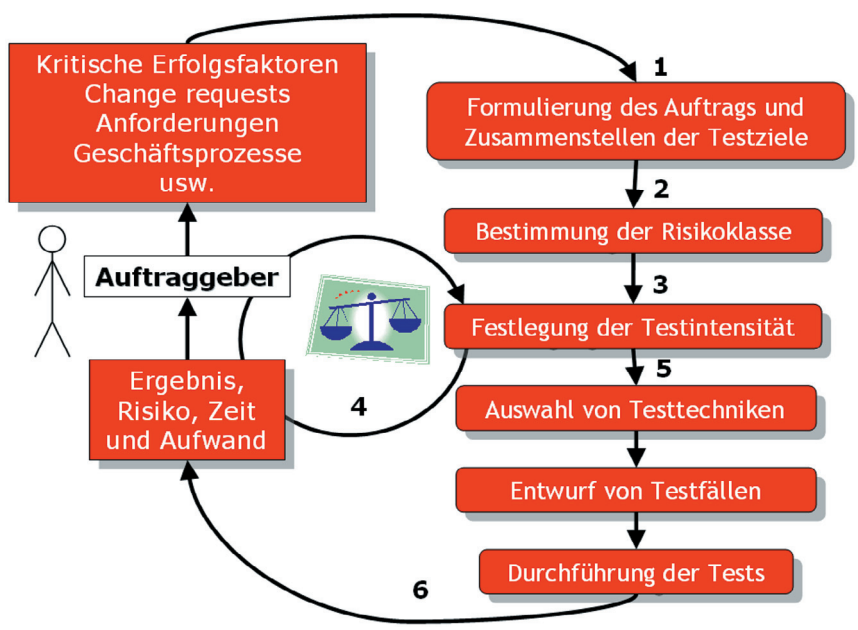 Kritische Erfolgsfaktoren
Change requests
Anforderungen
Geschäftsprozesse
usw.
1
Formulierung des Auftrags und
Zusammenstellen der Testziele
2
Bestimmung der Risikoklasse
Auftraggeber
3
Festlegung der Testintensität
4
5
Ergebnis,
Risiko, Zeit
und Aufwand
Auswahl von Testtechniken
Entwurf von Testfällen
Durchführung der Tests
6